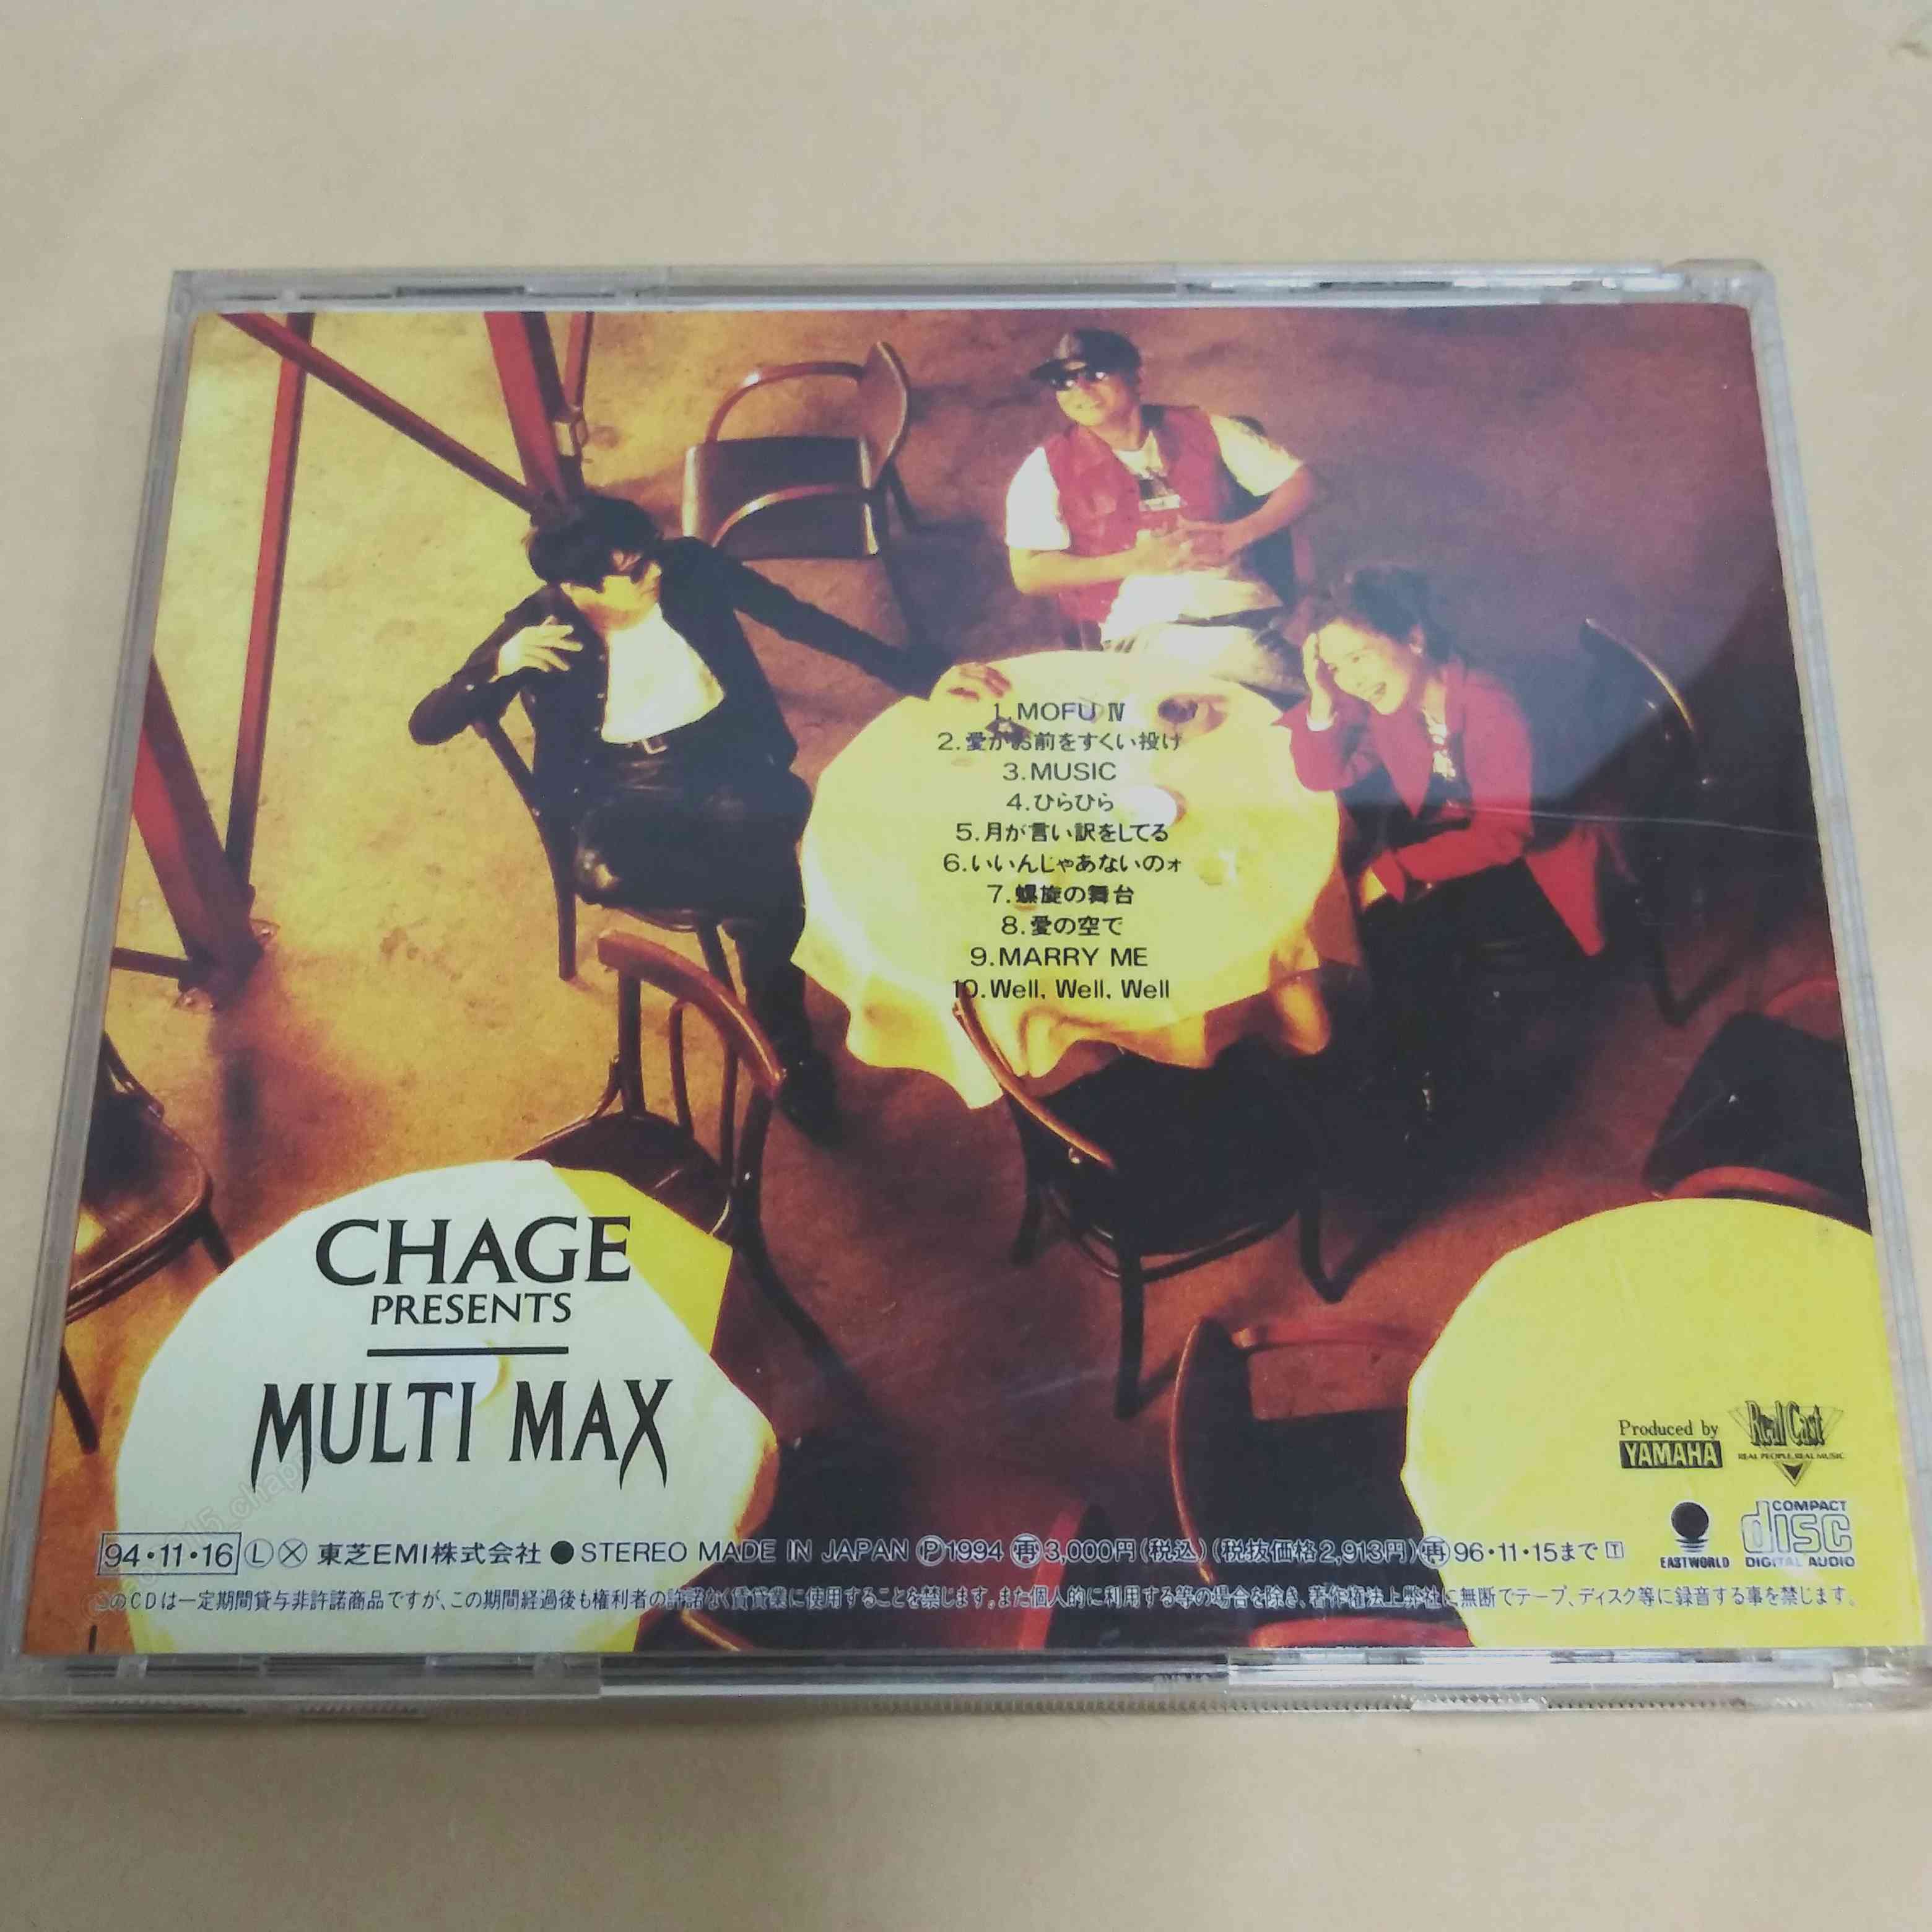 1.MOFU Ⅳ
2.愛がお前をすくい投げ
3.MUSIC
4.ひらひら
5.月が言い訳をしてる
6.いいんじゃあないのォ
7.螺旋の舞台
8.愛の空で
9.MARRY ME
10.Well, Well, Well
CHAGE
PRESENTS
MULTI MAX
Produced by
YAMAHA
Real Cast
REAL PEOPLE, REAL MUSIC
EASTWORLD
COMPACT
disc
DIGITAL AUDIO
94・11・16 Ⓛ Ⓧ 東芝EMI株式会社 ●STEREO MADE IN JAPAN Ⓟ1994 再 3,000円(税込)(税抜価格2,913円) 再 96・11・15まで T
このCDは一定期間貸与非許諾商品ですが、この期間経過後も権利者の許諾なく賃貸業に使用することを禁じます。また個人的に利用する等の場合を除き、著作権法上弊社に無断でテープ、ディスク等に録音する事を禁じます。